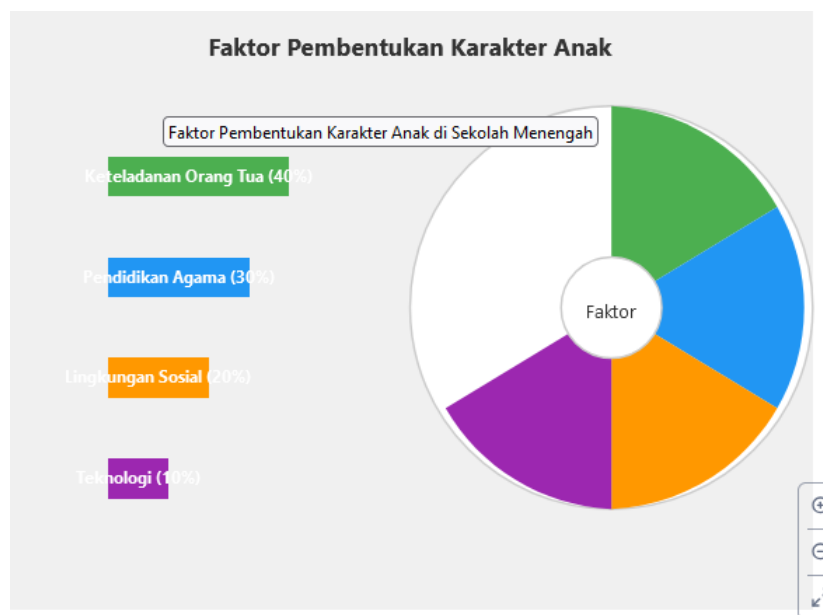 Faktor Pembentukan Karakter Anak
Faktor Pembentukan Karakter Anak di Sekolah Menengah
Keteladanan Orang Tua (40%)
Pendidikan Agama (30%)
Lingkungan Sosial (20%)
Teknologi (10%)
Faktor